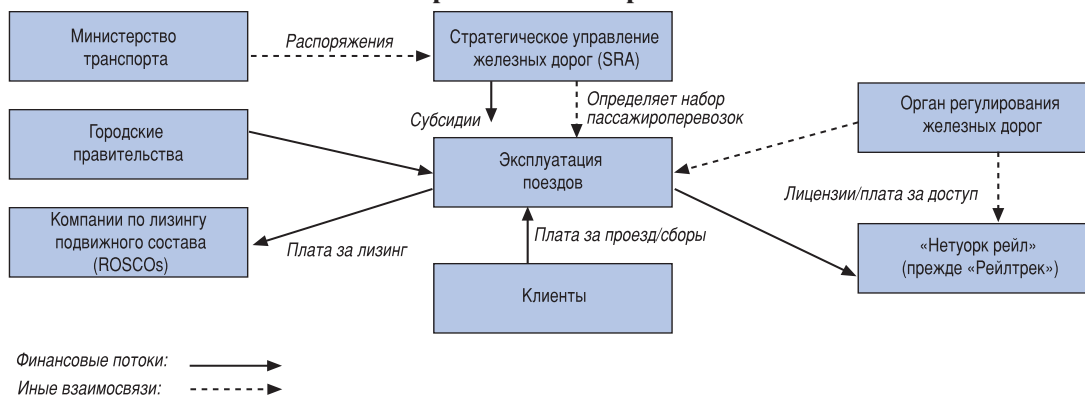 Министерство
транспорта
Распоряжения
Стратегическое управление
железных дорог (SRA)
Субсидии
Определяет набор
пассажироперевозок
Орган регулирования
железных дорог
Городские
правительства
Эксплуатация
поездов
Лицензии/плата за доступ
Компании по лизингу
подвижного состава
(ROSCOs)
Плата за лизинг
Плата за проезд/сборы
«Нетуорк рейл»
(прежде «Рейлтрек»)
Клиенты
Финансовые потоки:
Иные взаимосвязи: